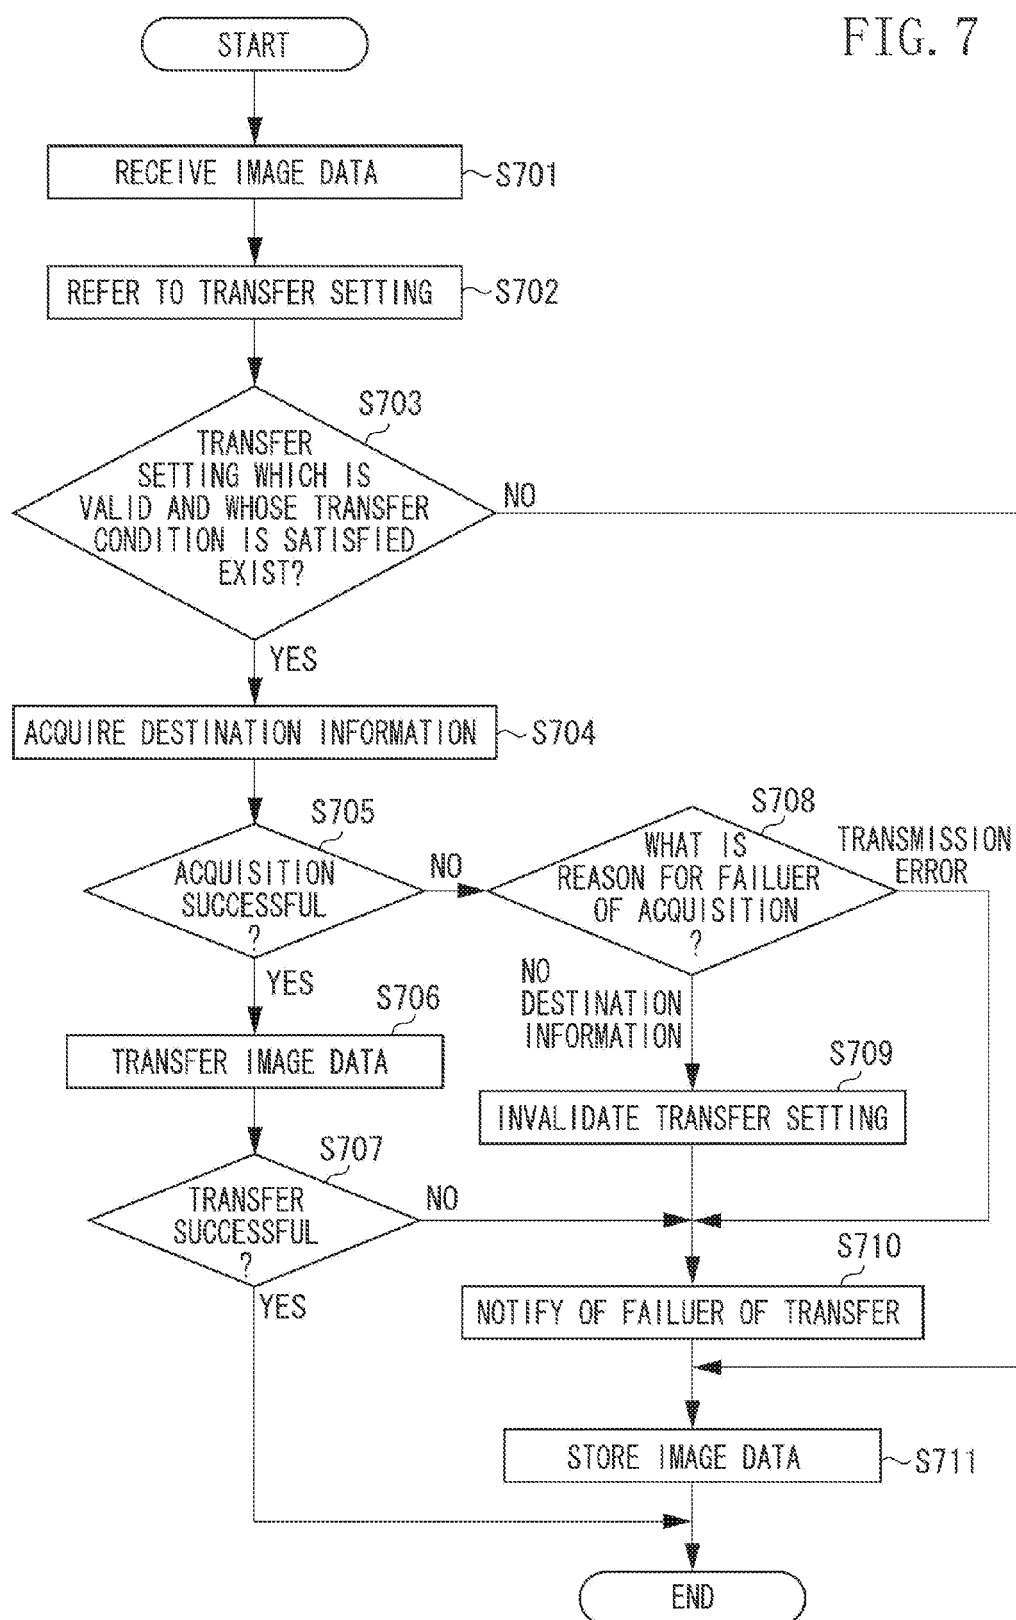 FIG. 7
START
RECEIVE IMAGE DATA
S701
REFER TO TRANSFER SETTING
S702
S703
TRANSFER
SETTING WHICH IS
VALID AND WHOSE TRANSFER
CONDITION IS SATISFIED
EXIST?
NO
YES
ACQUIRE DESTINATION INFORMATION
S704
S705
ACQUISITION
SUCCESSFUL
?
NO
YES
S708
WHAT IS
REASON FOR FAILUER
OF ACQUISITION
?
TRANSMISSION
ERROR
NO
DESTINATION
INFORMATION
S706
TRANSFER IMAGE DATA
S709
INVALIDATE TRANSFER SETTING
S707
TRANSFER
SUCCESSFUL
?
NO
YES
S710
NOTIFY OF FAILUER OF TRANSFER
STORE IMAGE DATA
S711
END